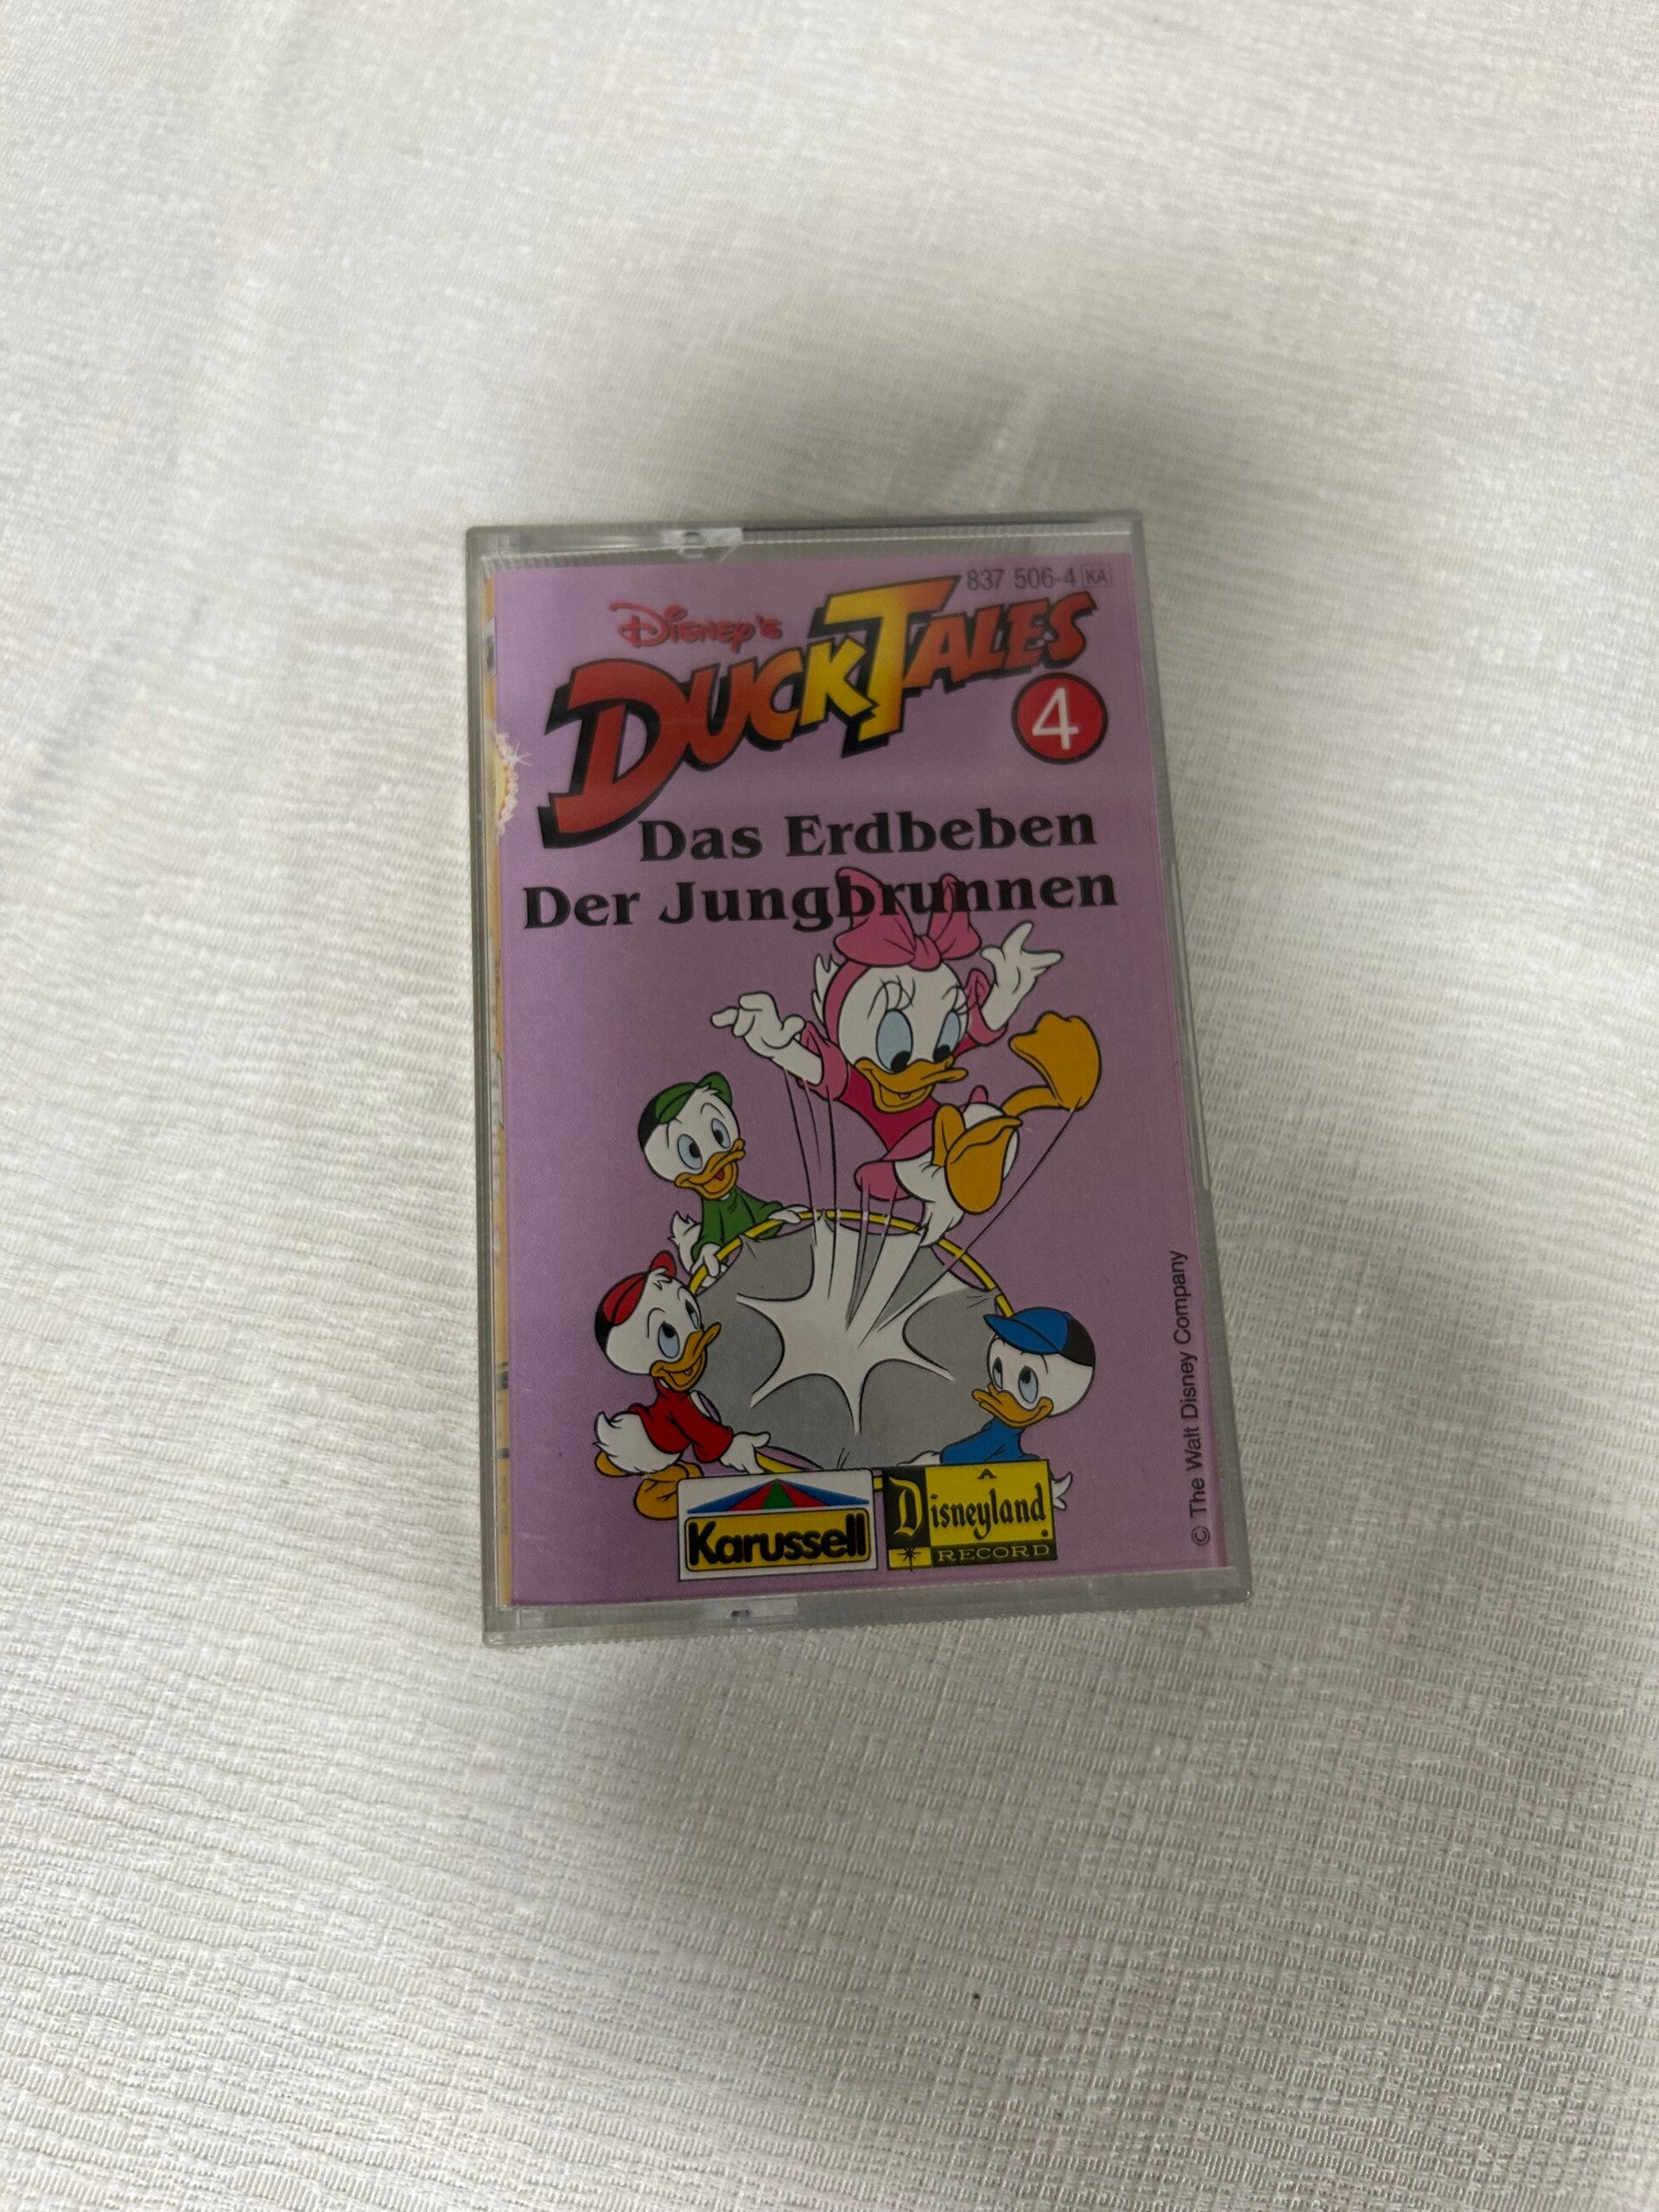 837 506-4 KA
Disney's
DUCKTALES
4
Das Erdbeben
Der Jungbrunnen
© The Walt Disney Company
Karussell
A
Disneyland
RECORD